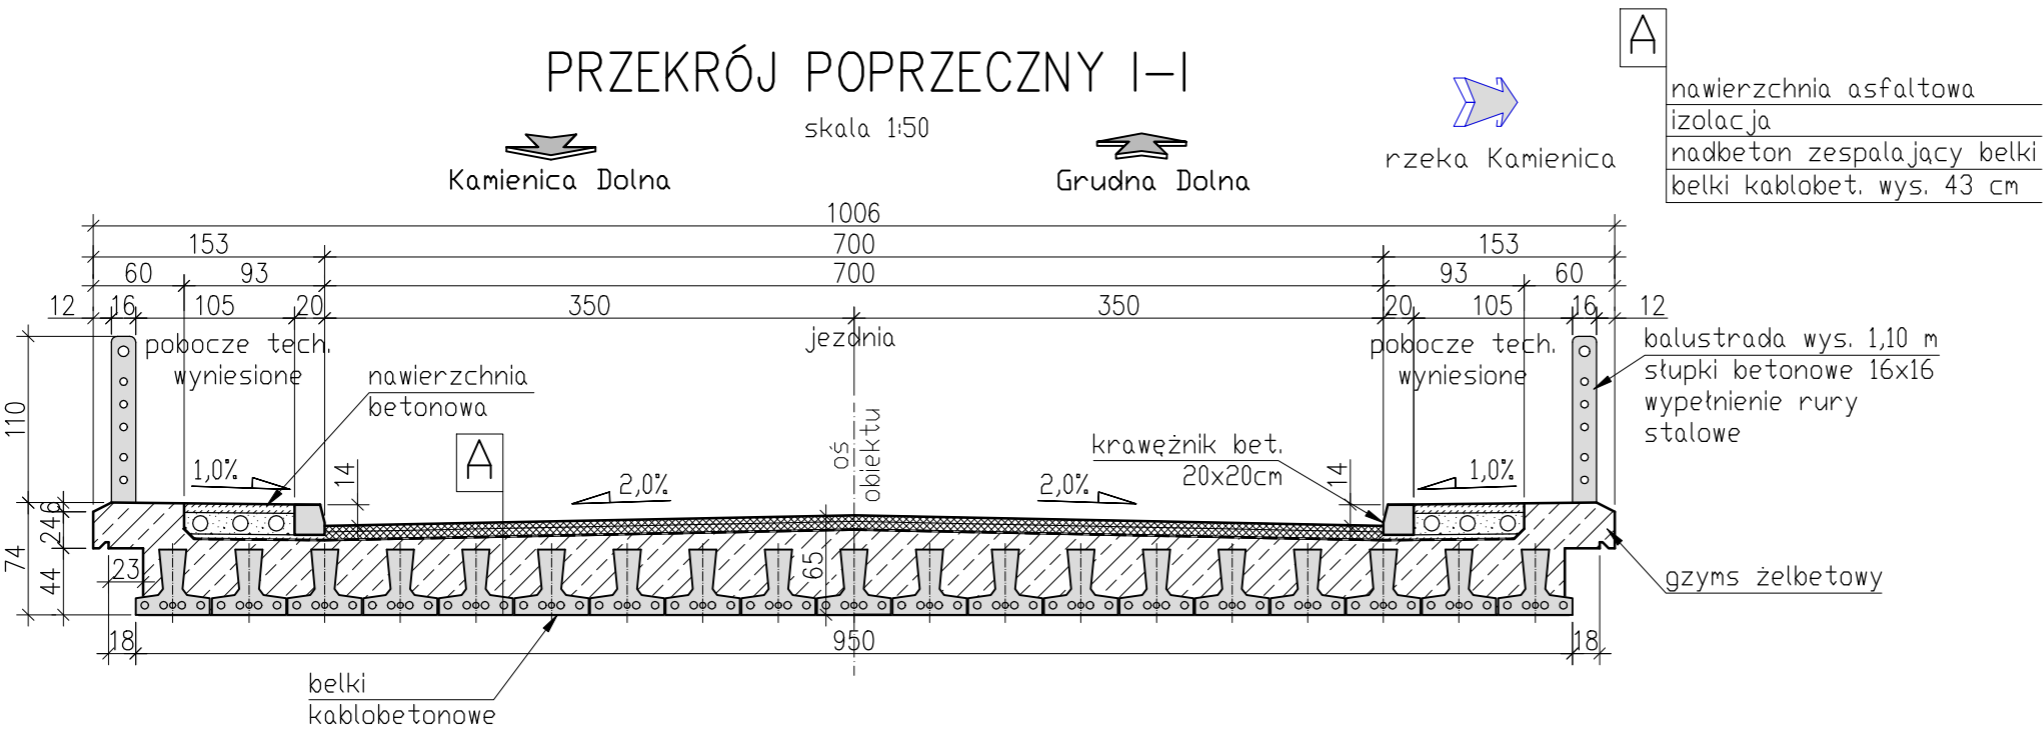 PRZEKRÓJ POPRZECZNY I-I
skala 1:50
Kamienica Dolna
Grudna Dolna
rzeka Kamienica
A
nawierzchnia asfaltowa
izolacja
nadbeton zespalający belki
belki kablobet. wys. 43 cm
1006
153 700 153
60 93 700 93 60
12 16 105 20 350 350 20 105 16 12
pobocze tech.
wyniesione
jezdnia
pobocze tech.
wyniesione
balustrada wys. 1,10 m
słupki betonowe 16x16
wypełnienie rury
stalowe
nawierzchnia
betonowa
110
oś
obiektu
krawężnik bet.
20x20cm
A
1,0%
14
2,0%
2,0%
14
1,0%
6
24
74
44
23
65
gzyms żelbetowy
18 950 18
belki
kablobetonowe